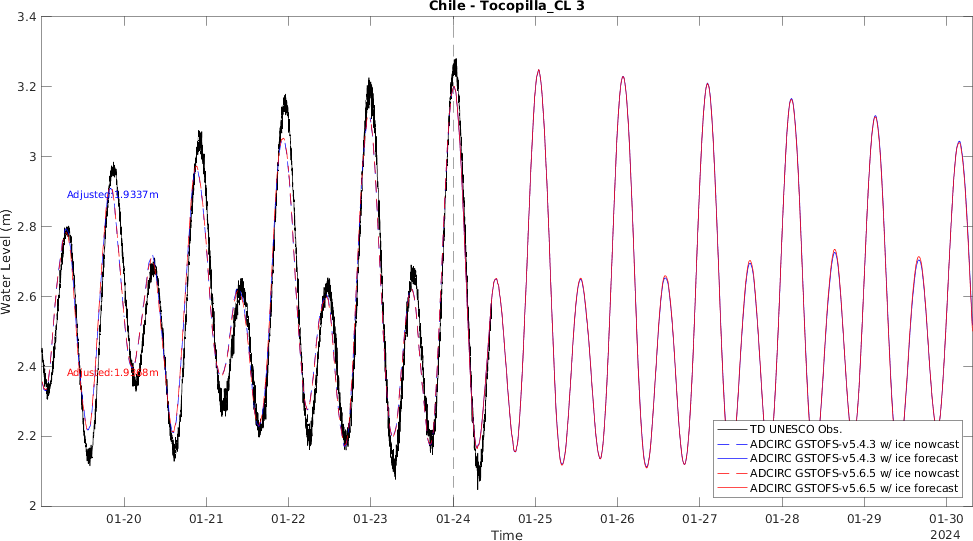 Chile - Tocopilla_CL 3
3.4
3.2
3
2.8
2.6
2.4
2.2
2
Water Level (m)
Adjusted:1.9337m
TD UNESCO Obs.
ADCIRC GSTOFS-v5.4.3 w/ ice nowcast
ADCIRC GSTOFS-v5.4.3 w/ ice forecast
ADCIRC GSTOFS-v5.6.5 w/ ice nowcast
ADCIRC GSTOFS-v5.6.5 w/ ice forecast
01-20
01-21
01-22
01-23
01-24
01-25
01-26
01-27
01-28
01-29
01-30
Time
2024